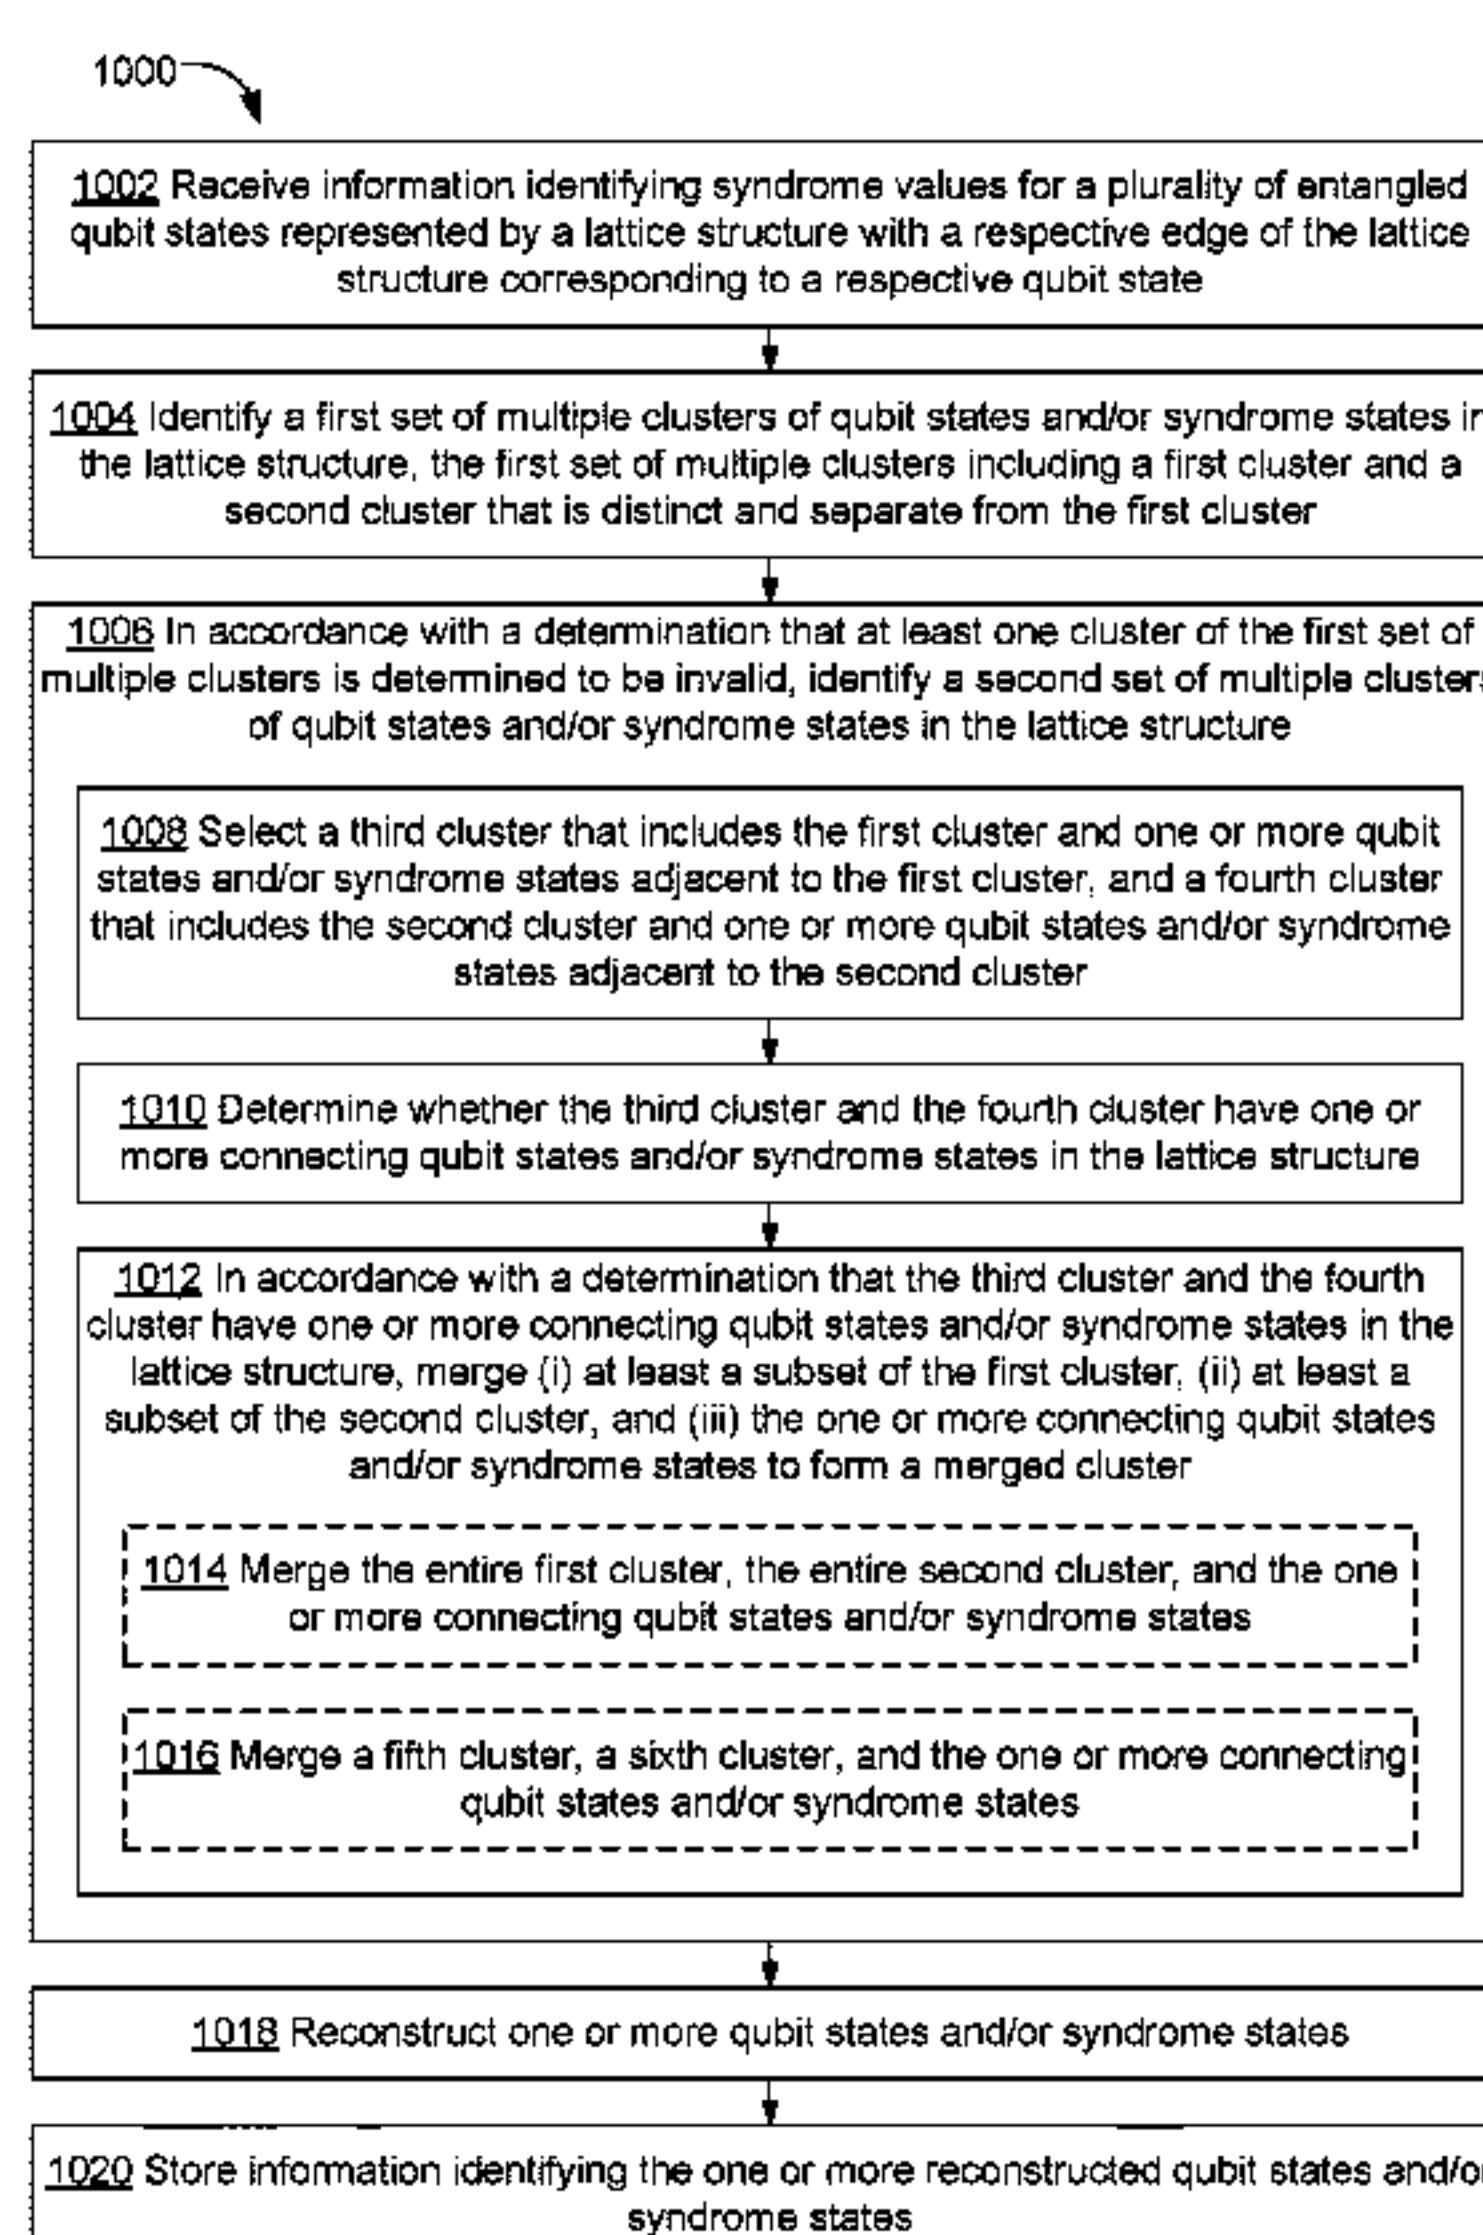 1000
1002 Receive information identifying syndrome values for a plurality of entangled
qubit states represented by a lattice structure with a respective edge of the lattice
structure corresponding to a respective qubit state
1004 Identify a first set of multiple clusters of qubit states and/or syndrome states in
the lattice structure, the first set of multiple clusters including a first cluster and a
second cluster that is distinct and separate from the first cluster
1006 In accordance with a determination that at least one cluster of the first set of
multiple clusters is determined to be invalid, identify a second set of multiple clusters
of qubit states and/or syndrome states in the lattice structure
1008 Select a third cluster that includes the first cluster and one or more qubit
states and/or syndrome states adjacent to the first cluster, and a fourth cluster
that includes the second cluster and one or more qubit states and/or syndrome
states adjacent to the second cluster
1010 Determine whether the third cluster and the fourth cluster have one or
more connecting qubit states and/or syndrome states in the lattice structure
1012 In accordance with a determination that the third cluster and the fourth
cluster have one or more connecting qubit states and/or syndrome states in the
lattice structure, merge (i) at least a subset of the first cluster, (ii) at least a
subset of the second cluster, and (iii) the one or more connecting qubit states
and/or syndrome states to form a merged cluster
1014 Merge the entire first cluster, the entire second cluster, and the one
or more connecting qubit states and/or syndrome states
1016 Merge a fifth cluster, a sixth cluster, and the one or more connecting
qubit states and/or syndrome states
1018 Reconstruct one or more qubit states and/or syndrome states
1020 Store information identifying the one or more reconstructed qubit states and/or
syndrome states